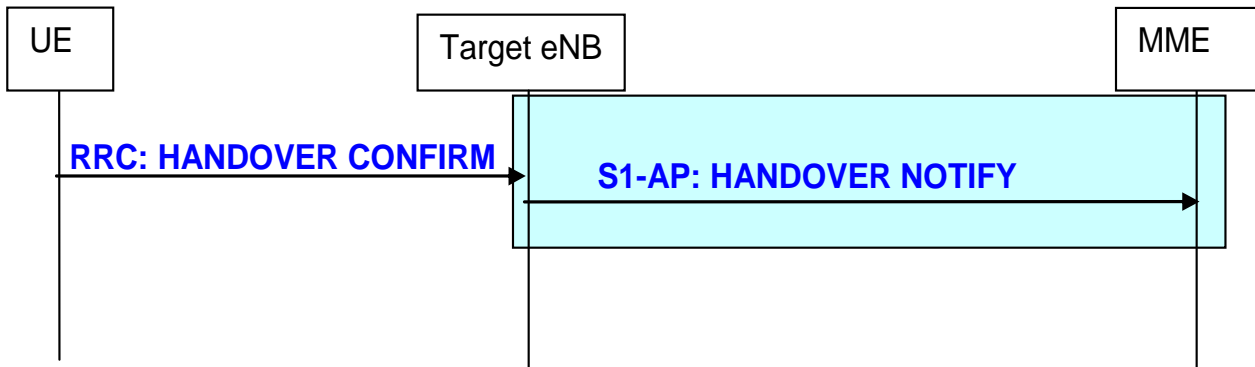 UE
Target eNB
MME
RRC: HANDOVER CONFIRM
S1-AP: HANDOVER NOTIFY